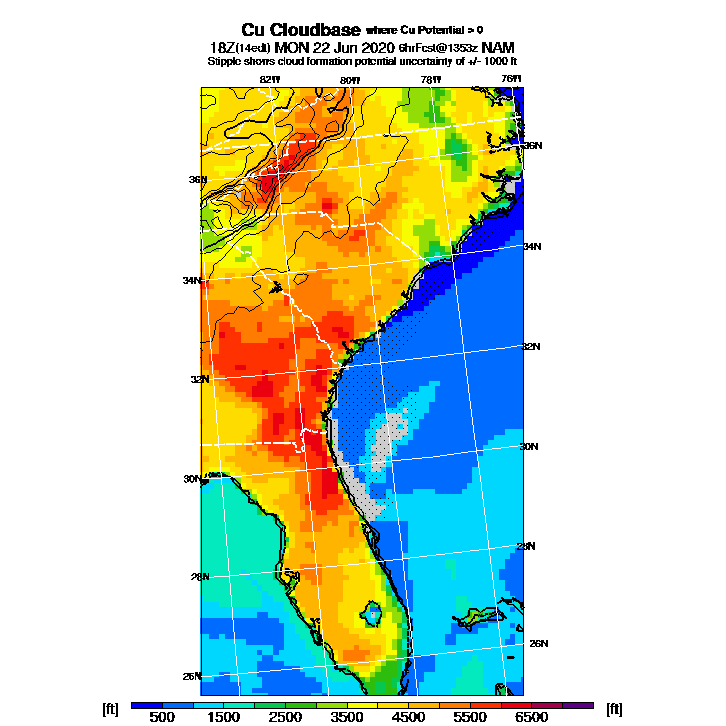 Cu Cloudbase where Cu Potential > 0
18Z(14edt) MON 22 Jun 2020 6hrFcst@1353z NAM
Stipple shows cloud formation potential uncertainty of +/- 1000 ft
82W 80W 78W 76W
36N
36N
34N
34N
32N
32N
30N
30N
28N
28N
26N
26N
[ft] 500 1500 2500 3500 4500 5500 6500 [ft]